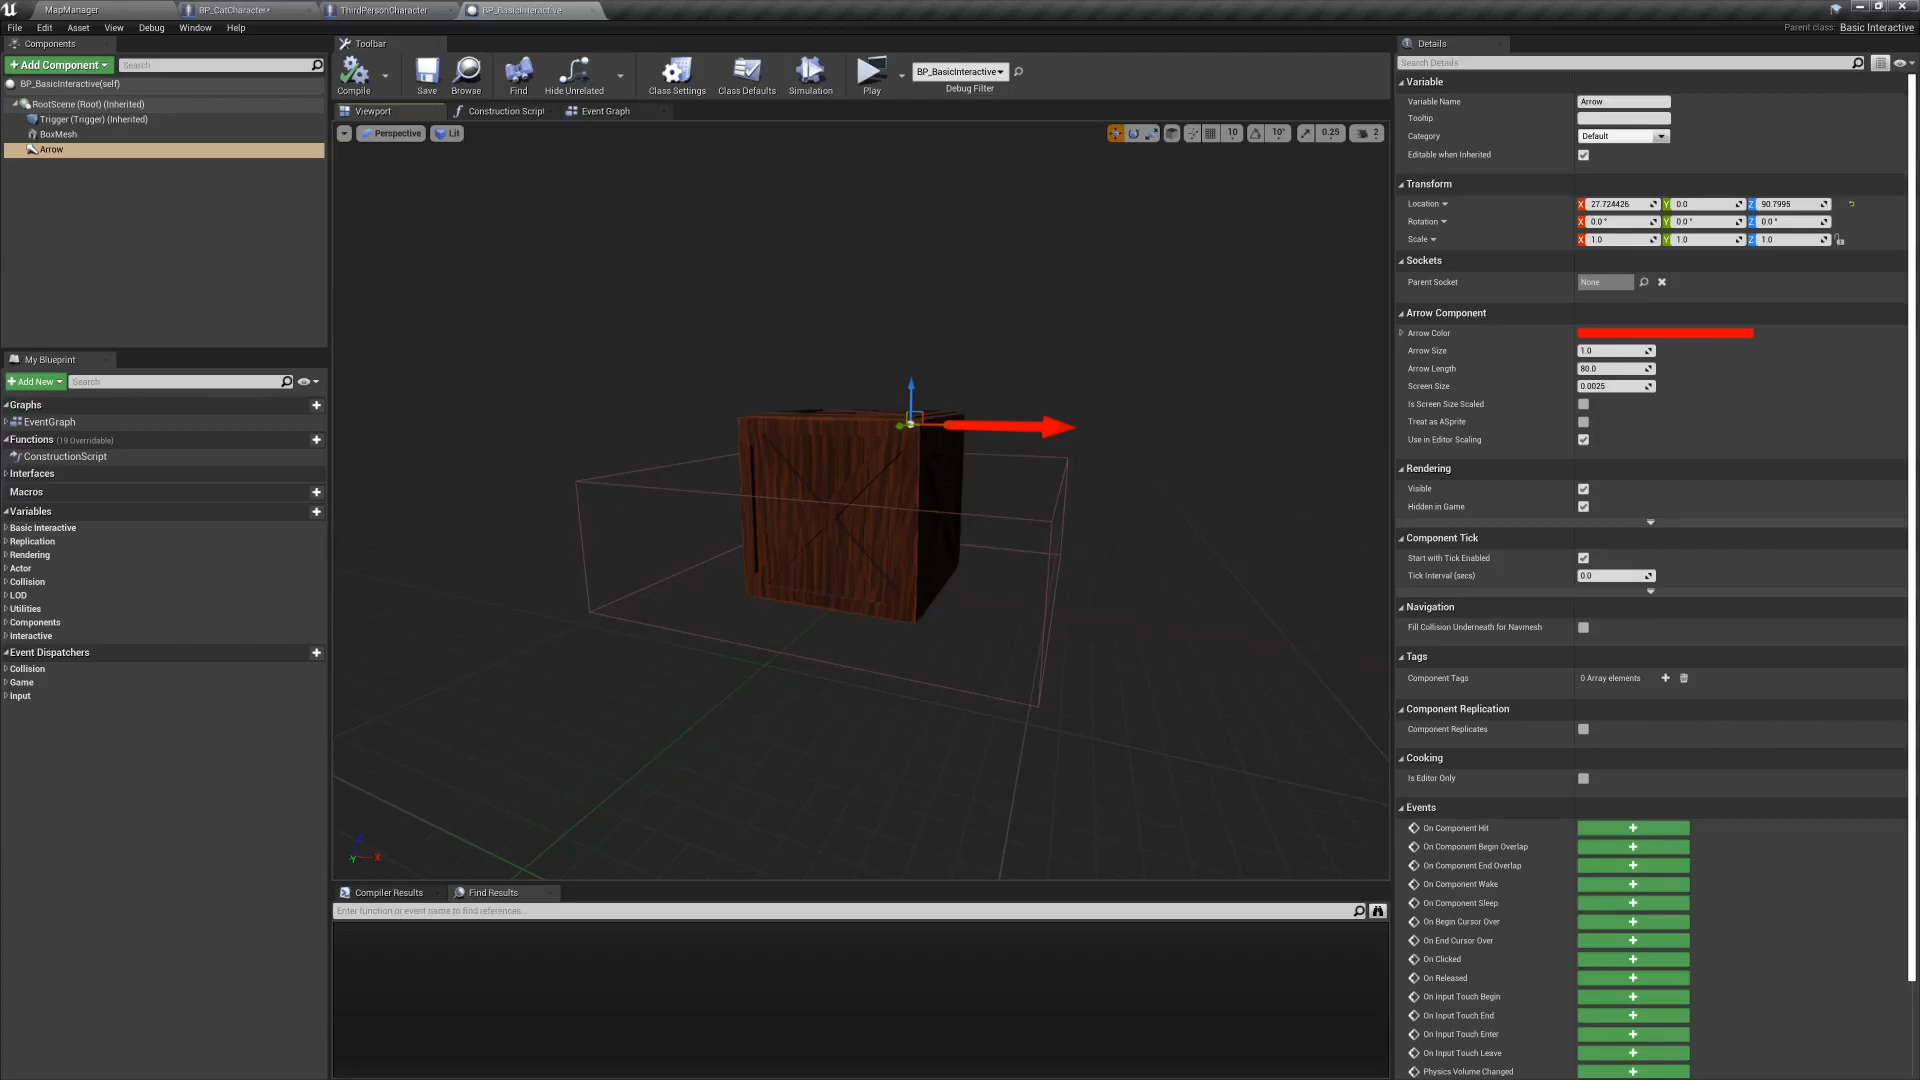 MapManager
BP_CatCharacter*
ThirdPersonCharacter
BP_BasicInteractive
File
Edit
Asset
View
Debug
Window
Help
Parent class: Basic Interactive
Components
+ Add Component
Search
BP_BasicInteractive(self)
RootScene (Root) (Inherited)
Trigger (Trigger) (Inherited)
BoxMesh
Arrow
My Blueprint
+ Add New
Search
Graphs
EventGraph
Functions (19 Overridable)
ConstructionScript
Interfaces
Macros
Variables
Basic Interactive
Replication
Rendering
Actor
Collision
LOD
Utilities
Components
Interactive
Event Dispatchers
Collision
Game
Input
Toolbar
Compile
Save
Browse
Find
Hide Unrelated
Class Settings
Class Defaults
Simulation
Play
BP_BasicInteractive
Debug Filter
Viewport
Construction Script
Event Graph
Perspective
Lit
10
10°
0.25
2
Z
Y
X
Compiler Results
Find Results
Enter function or event name to find references...
Details
Search Details
Variable
Variable Name
Arrow
Tooltip
Category
Default
Editable when Inherited
Transform
Location
X 27.724426
Y 0.0
Z 90.7995
Rotation
X 0.0 °
Y 0.0 °
Z 0.0 °
Scale
X 1.0
Y 1.0
Z 1.0
Sockets
Parent Socket
None
Arrow Component
Arrow Color
Arrow Size
1.0
Arrow Length
80.0
Screen Size
0.0025
Is Screen Size Scaled
Treat as ASprite
Use in Editor Scaling
Rendering
Visible
Hidden in Game
Component Tick
Start with Tick Enabled
Tick Interval (secs)
0.0
Navigation
Fill Collision Underneath for Navmesh
Tags
Component Tags
0 Array elements
Component Replication
Component Replicates
Cooking
Is Editor Only
Events
On Component Hit
On Component Begin Overlap
On Component End Overlap
On Component Wake
On Component Sleep
On Begin Cursor Over
On End Cursor Over
On Clicked
On Released
On Input Touch Begin
On Input Touch End
On Input Touch Enter
On Input Touch Leave
Physics Volume Changed